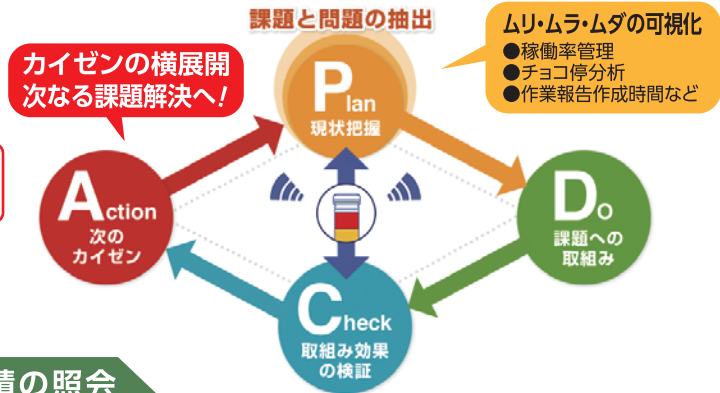 課題と問題の抽出
ムリ・ムラ・ムダの可視化
●稼働率管理
●チョコ停分析
●作業報告作成時間など
カイゼンの横展開
次なる課題解決へ!
Plan
現状把握
Action
次の
カイゼン
Do
課題への
取組み
Check
取組み効果
の検証
績の照会